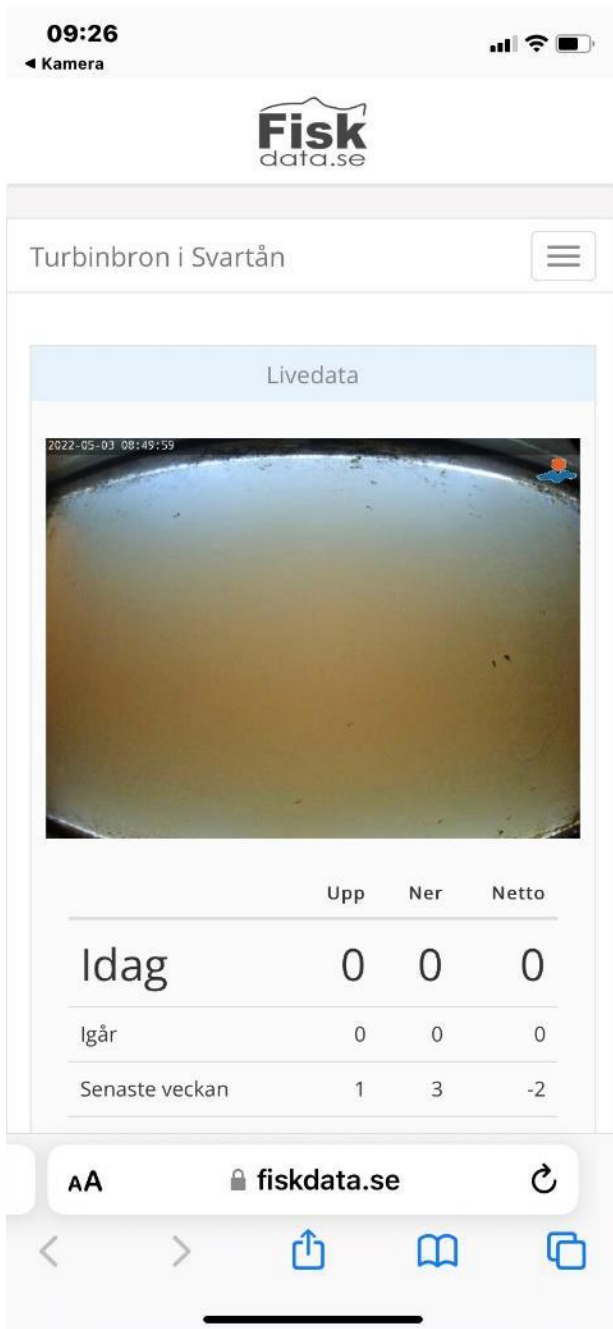 09:26
◀ Kamera
Fisk
data.se
Turbinbron i Svartån
Livedata
2022-05-03 08:49:59
Upp Ner Netto
Idag 0 0 0
Igår 0 0 0
Senaste veckan 1 3 -2
AA fiskdata.se